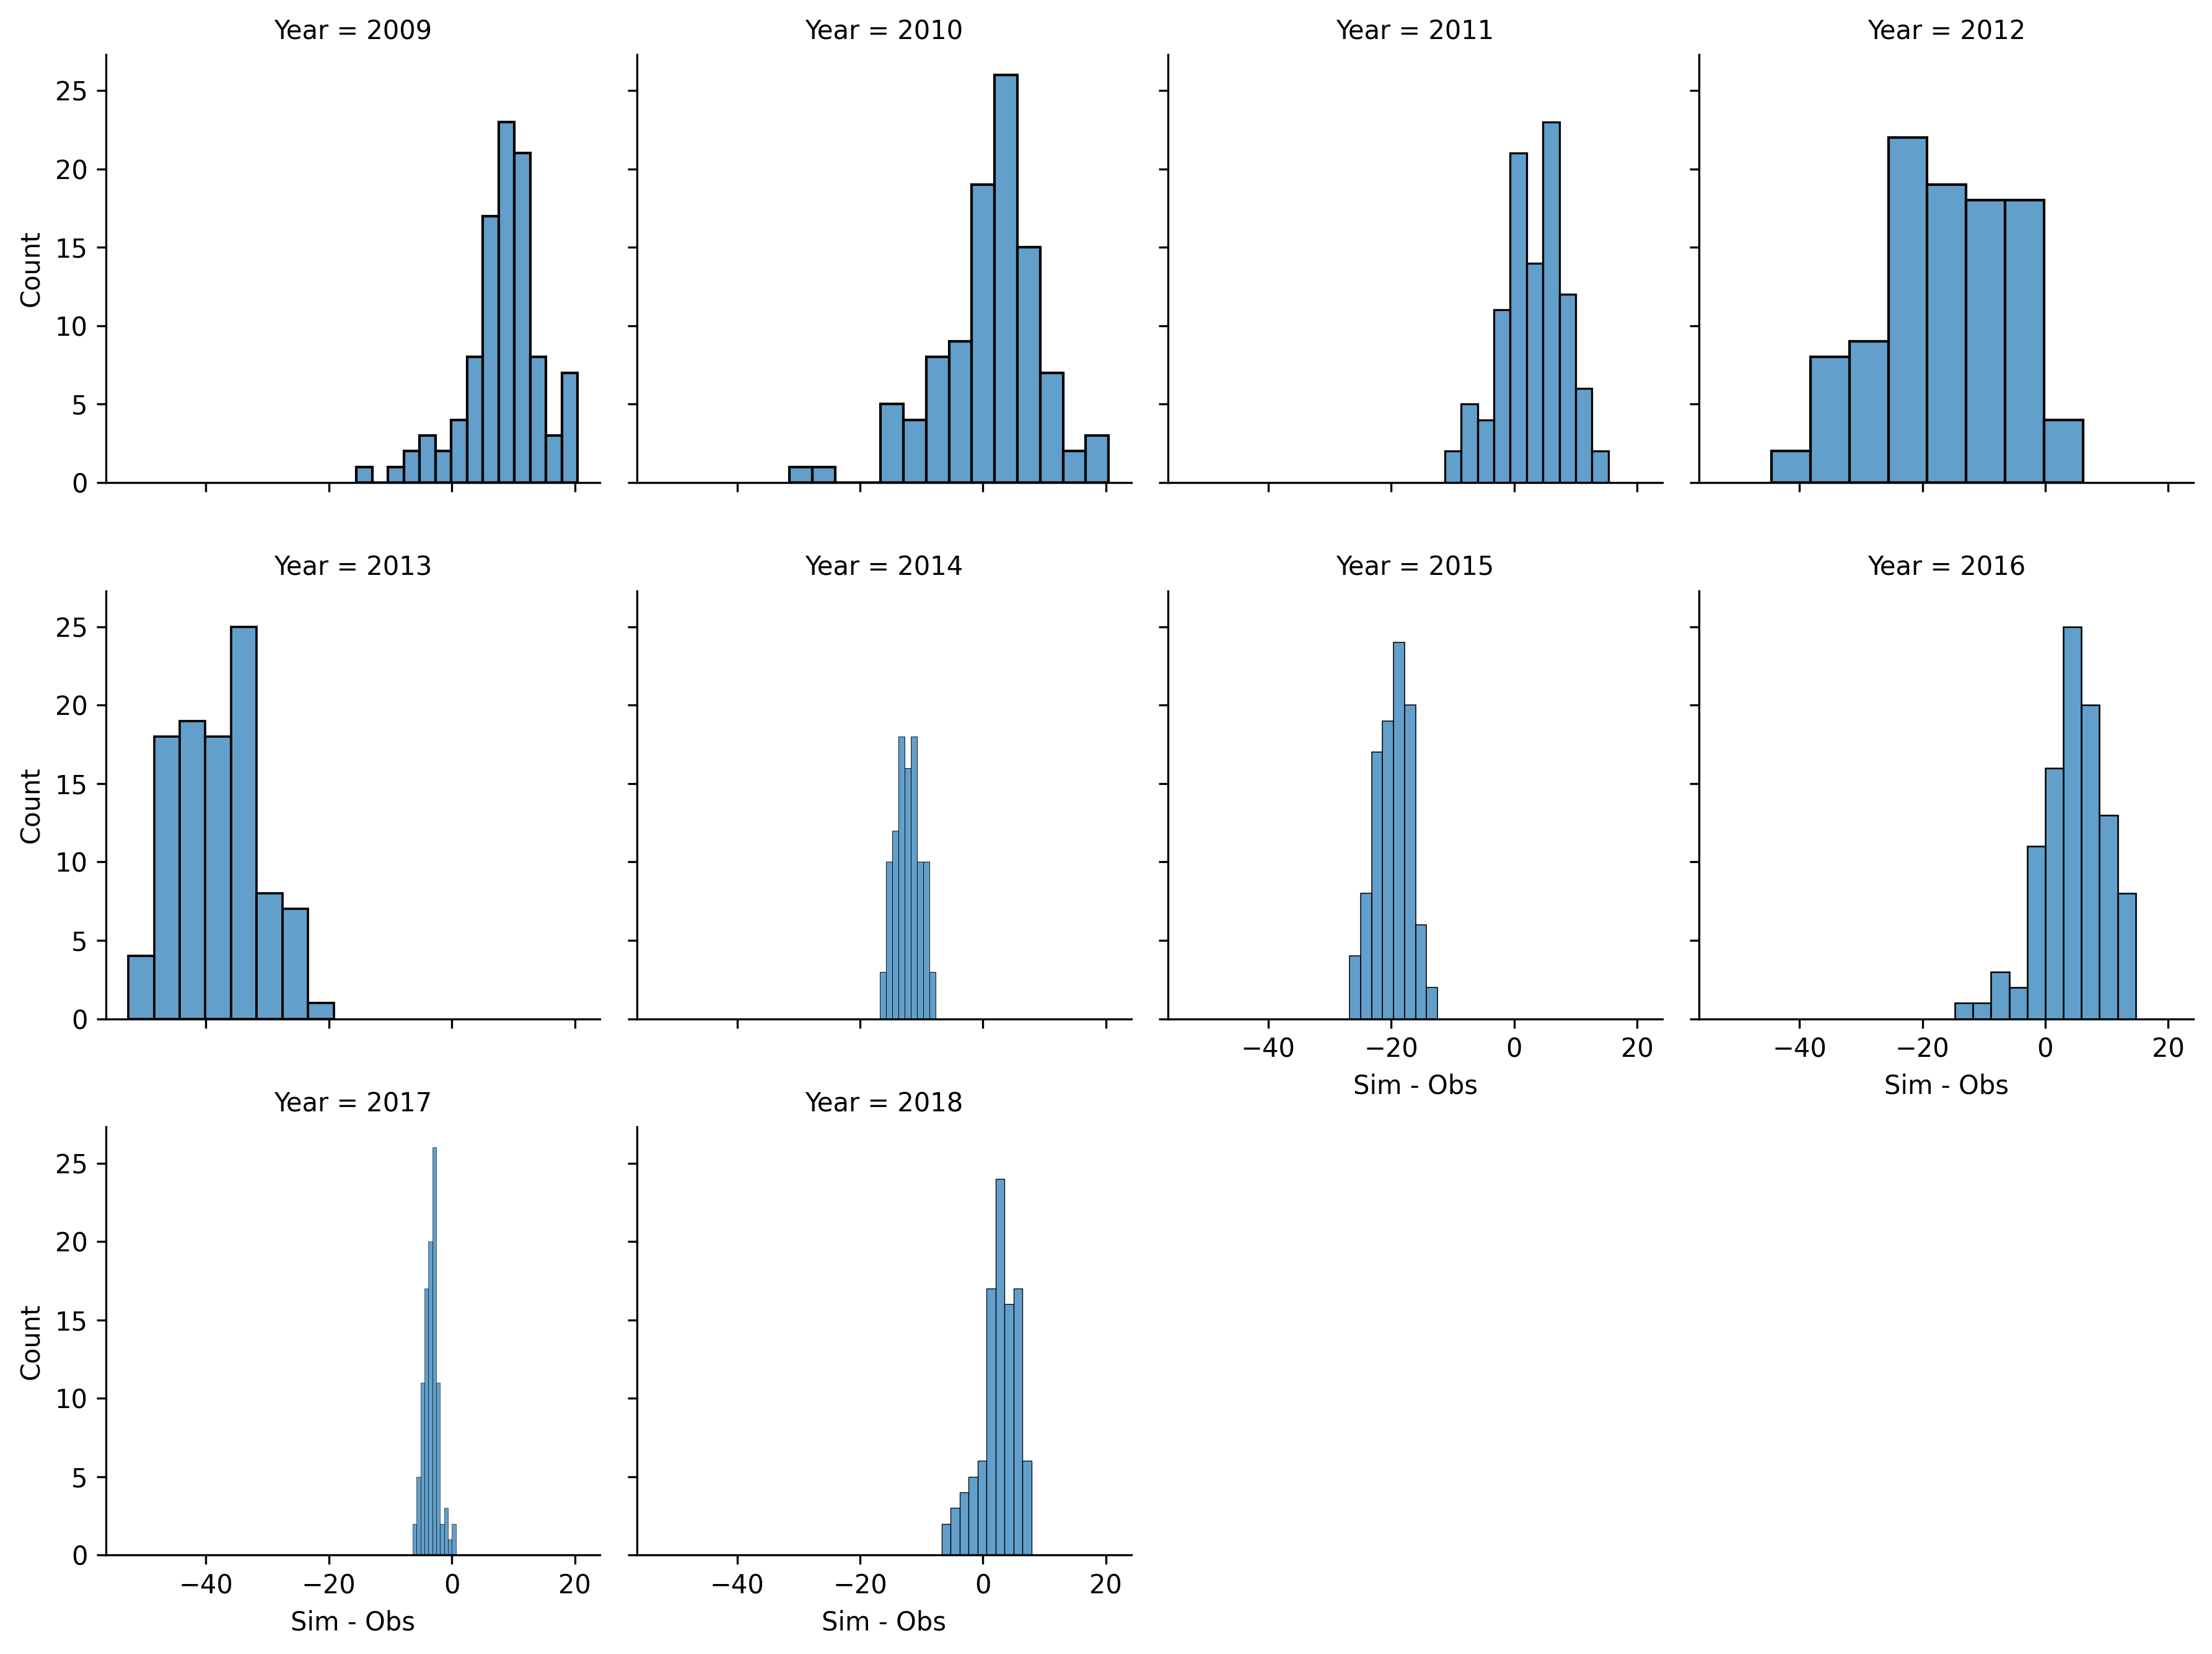 Year = 2009
Year = 2010
Year = 2011
Year = 2012
25
20
15
10
5
0
Count
Year = 2013
Year = 2014
Year = 2015
Year = 2016
25
20
15
10
5
0
Count
−40 −20 0 20
−40 −20 0 20
Sim - Obs
Sim - Obs
Year = 2017
Year = 2018
25
20
15
10
5
0
Count
−40 −20 0 20
−40 −20 0 20
Sim - Obs
Sim - Obs